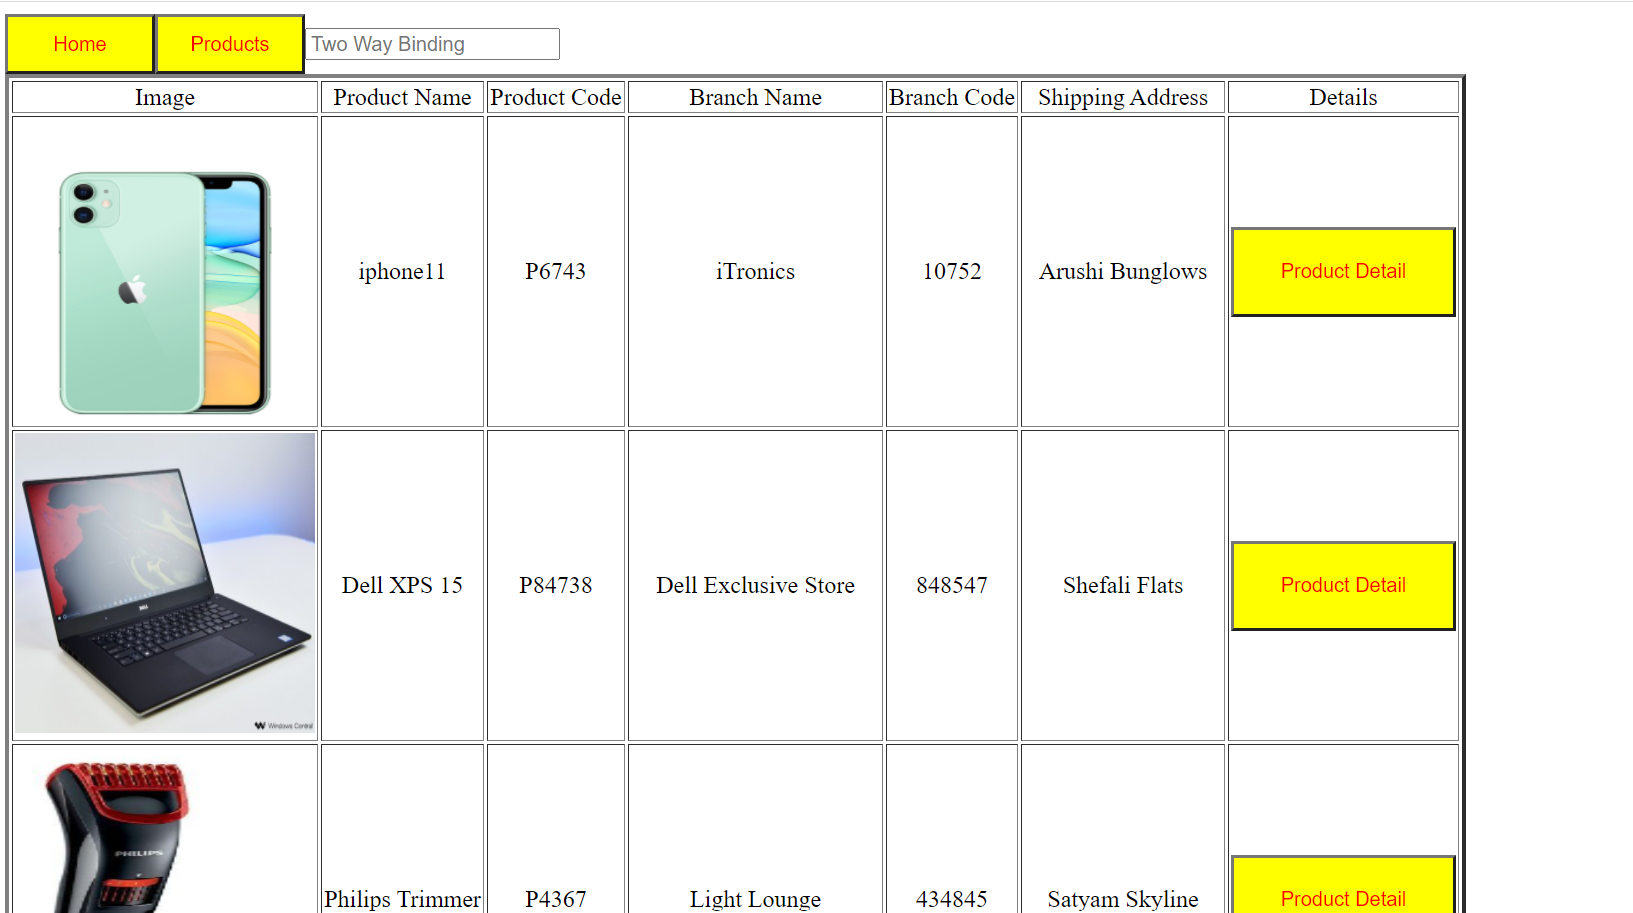 Home Products Two Way Binding
Image Product Name Product Code Branch Name Branch Code Shipping Address Details
iphone11 P6743 iTronics 10752 Arushi Bunglows Product Detail
DELL
Dell XPS 15 P84738 Dell Exclusive Store 848547 Shefali Flats Product Detail
Windows Central
PHILIPS
Philips Trimmer P4367 Light Lounge 434845 Satyam Skyline Product Detail